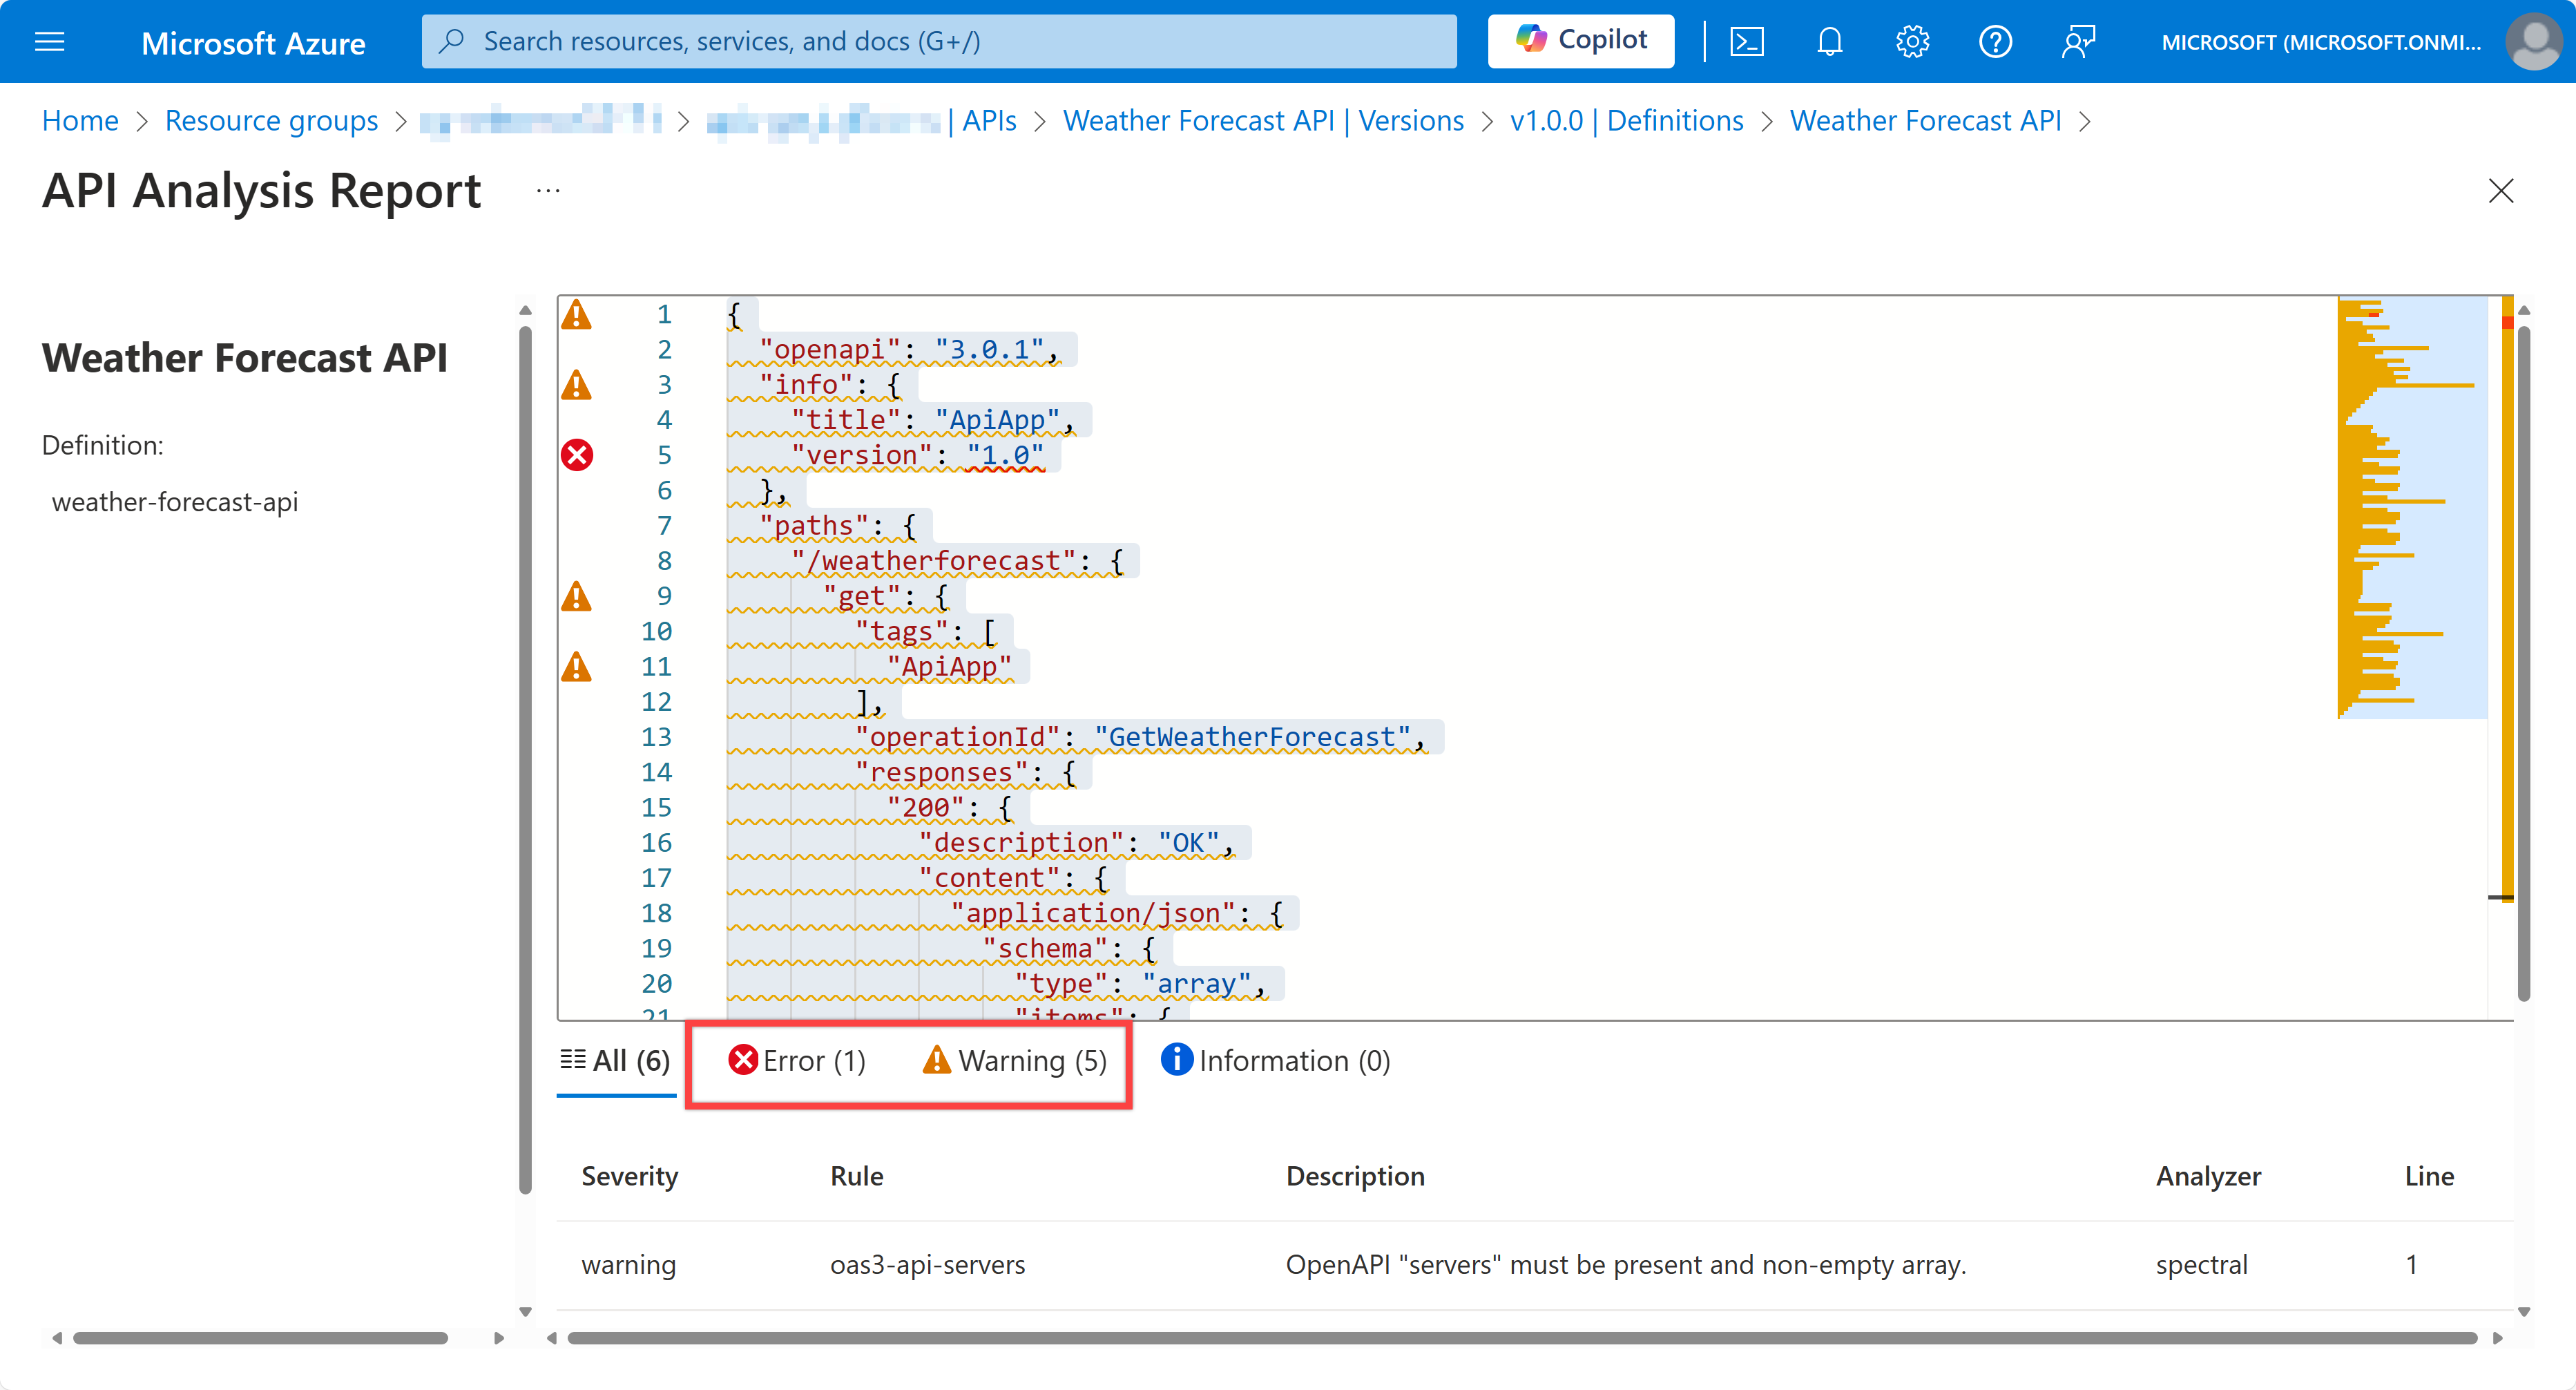 Microsoft Azure
Search resources, services, and docs (G+/)
Copilot
MICROSOFT (MICROSOFT.ONMI...
Home > Resource groups > > | APIs > Weather Forecast API | Versions > v1.0.0 | Definitions > Weather Forecast API >
API Analysis Report ...
Weather Forecast API
Definition:
weather-forecast-api
1 {
2 "openapi": "3.0.1",
3 "info": {
4 "title": "ApiApp",
5 "version": "1.0"
6 },
7 "paths": {
8 "/weatherforecast": {
9 "get": {
10 "tags": [
11 "ApiApp"
12 ],
13 "operationId": "GetWeatherForecast",
14 "responses": {
15 "200": {
16 "description": "OK",
17 "content": {
18 "application/json": {
19 "schema": {
20 "type": "array",
21 "items": {
All (6) Error (1) Warning (5) Information (0)
Severity Rule Description Analyzer Line
warning oas3-api-servers OpenAPI "servers" must be present and non-empty array. spectral 1